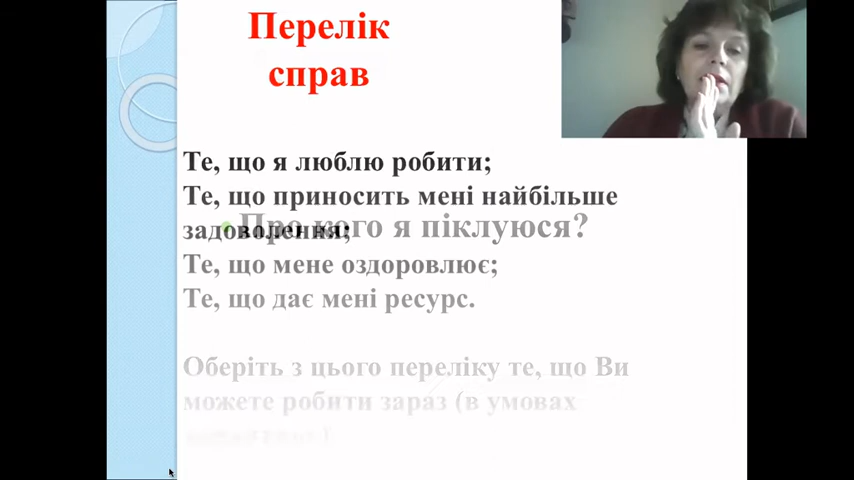 Перелік
справ
Те, що я люблю робити;
Те, що приносить мені найбільше
задоволення;
Про кого я піклуюся?
Те, що мене оздоровлює;
Те, що дає мені ресурс.
Оберіть з цього переліку те, що Ви
можете робити зараз (в умовах